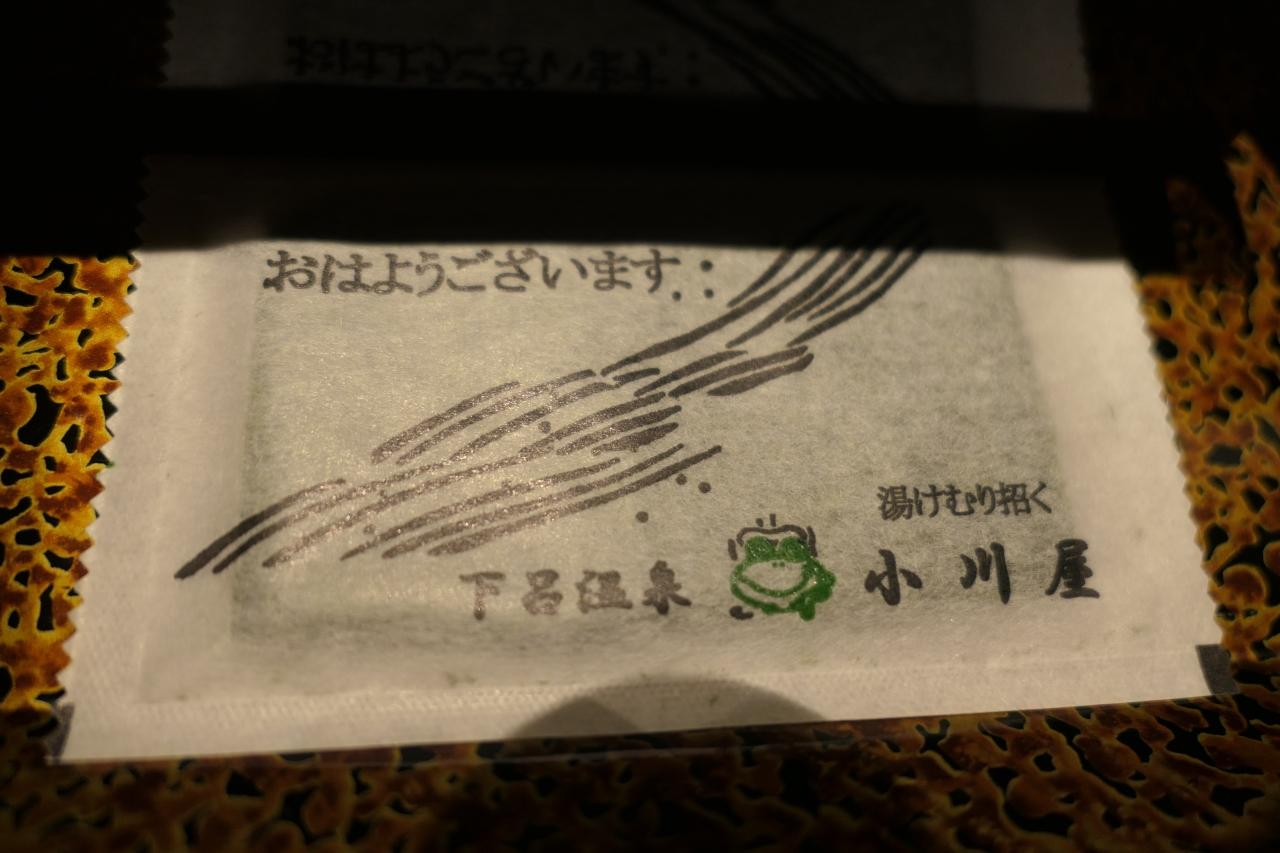 おはようございます
湯けむり招く
下呂温泉 小川屋